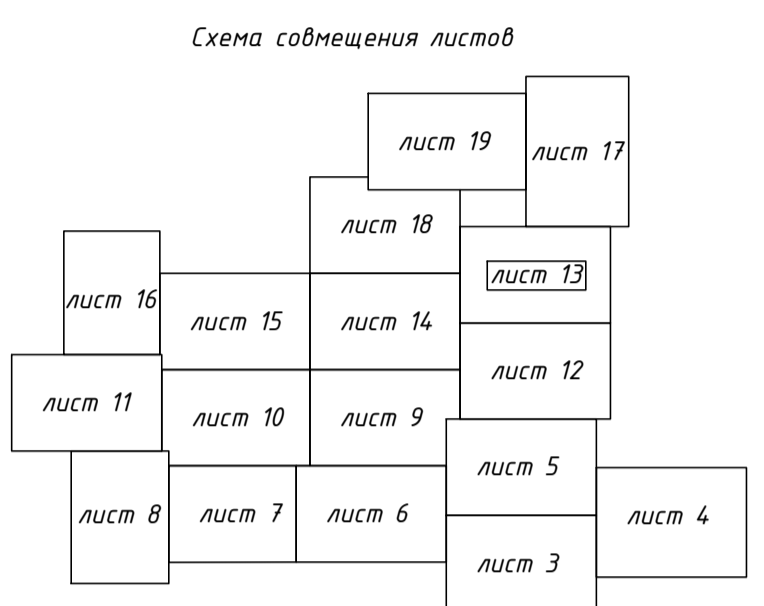 Схема совмещения листов
лист 19
лист 17
лист 18
лист 13
лист 16
лист 15
лист 14
лист 12
лист 11
лист 10
лист 9
лист 5
лист 8
лист 7
лист 6
лист 4
лист 3